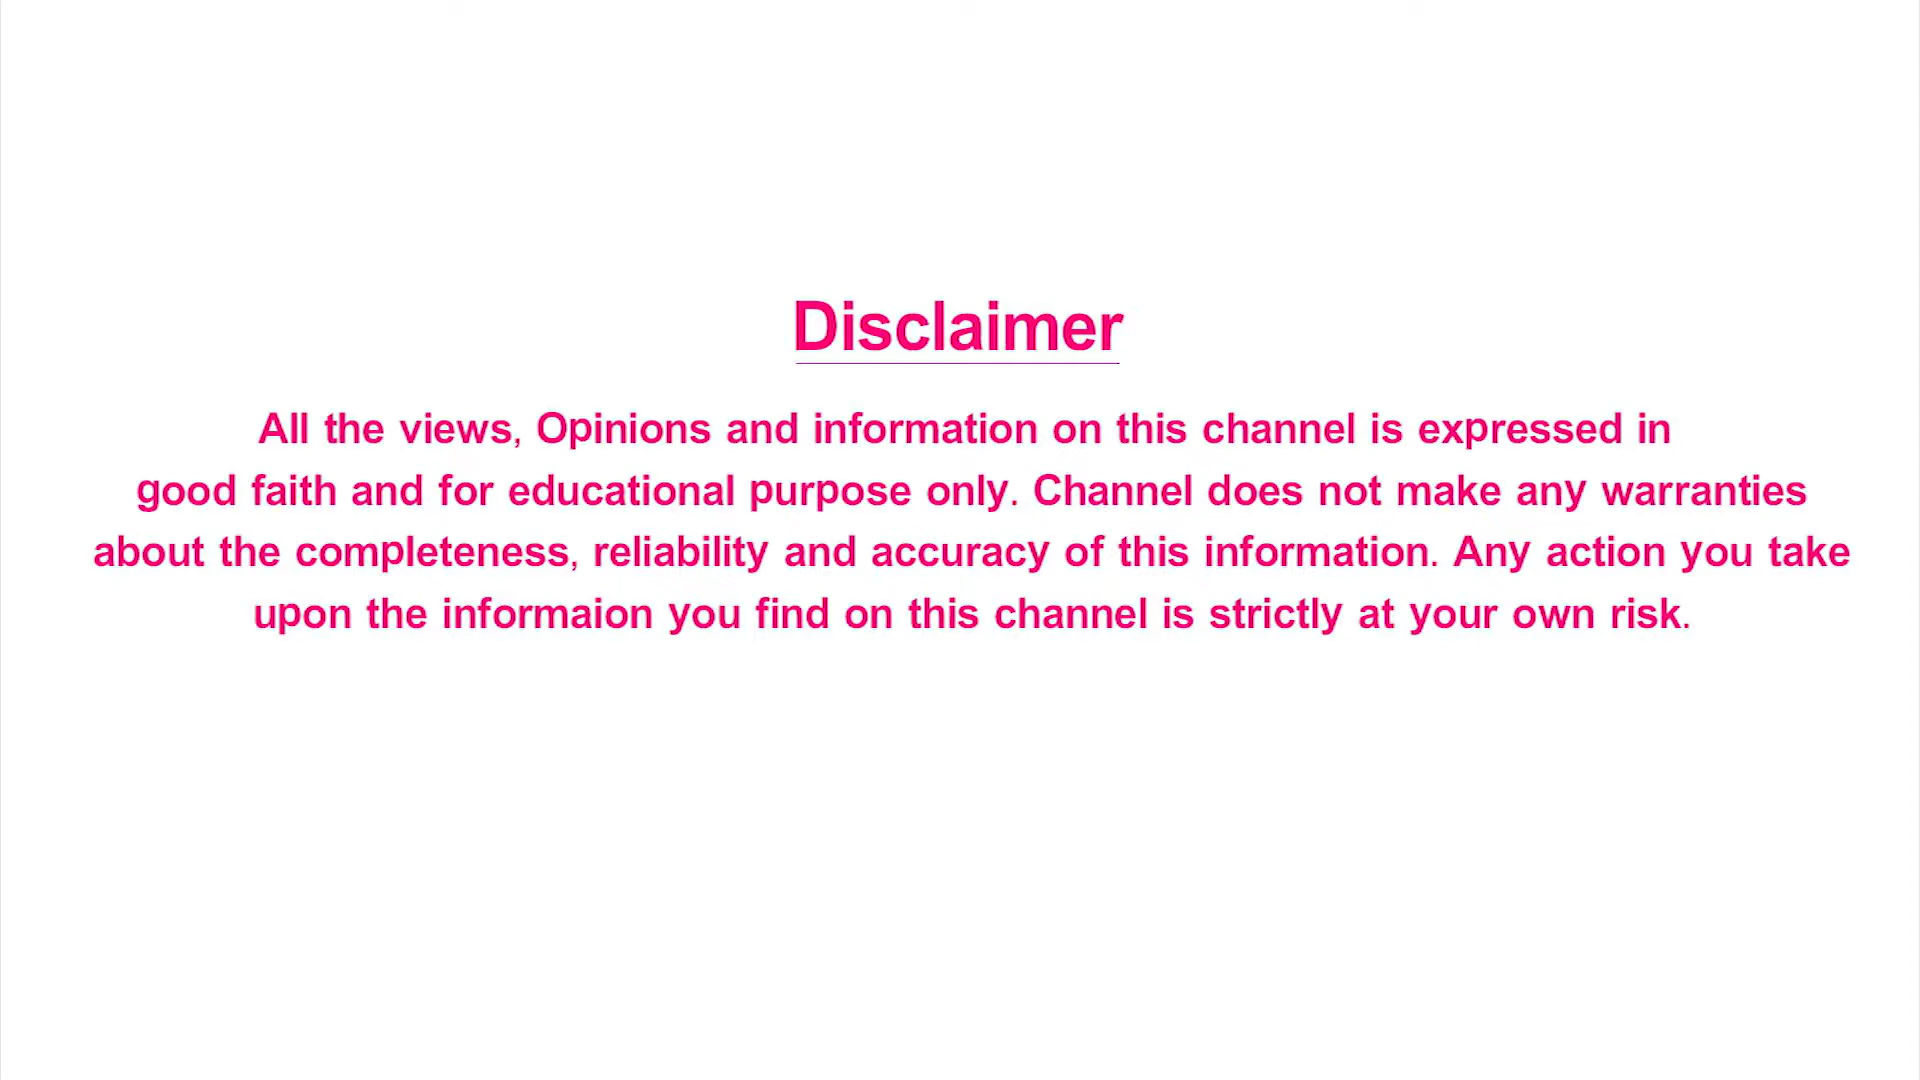 Disclaimer
All the views, Opinions and information on this channel is expressed in
good faith and for educational purpose only. Channel does not make any warranties
about the completeness, reliability and accuracy of this information. Any action you take
upon the informaion you find on this channel is strictly at your own risk.